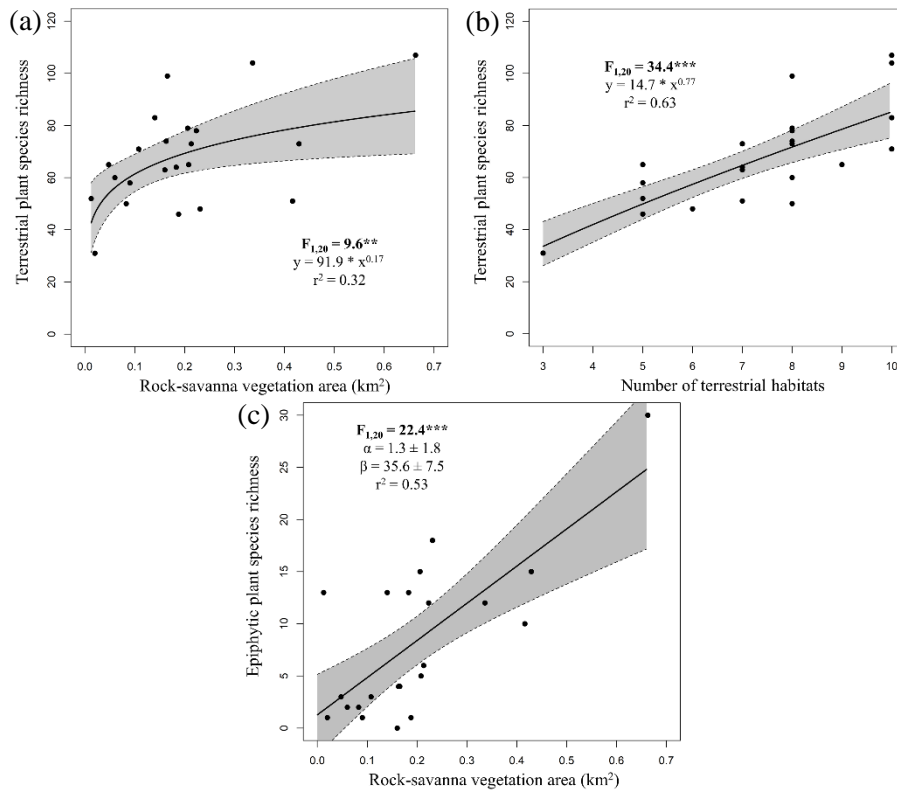 (a)
Terrestrial plant species richness
0 20 40 60 80 100 120
F1,20 = 9.6**
y = 91.9 * x^0.17
r² = 0.32
0.0 0.1 0.2 0.3 0.4 0.5 0.6 0.7
Rock-savanna vegetation area (km²)
(b)
Terrestrial plant species richness
0 20 40 60 80 100 120
F1,20 = 34.4***
y = 14.7 * x^0.77
r² = 0.63
3 4 5 6 7 8 9 10
Number of terrestrial habitats
(c)
Epiphytic plant species richness
0 5 10 15 20 25 30
F1,20 = 22.4***
α = 1.3 ± 1.8
β = 35.6 ± 7.5
r² = 0.53
0.0 0.1 0.2 0.3 0.4 0.5 0.6 0.7
Rock-savanna vegetation area (km²)